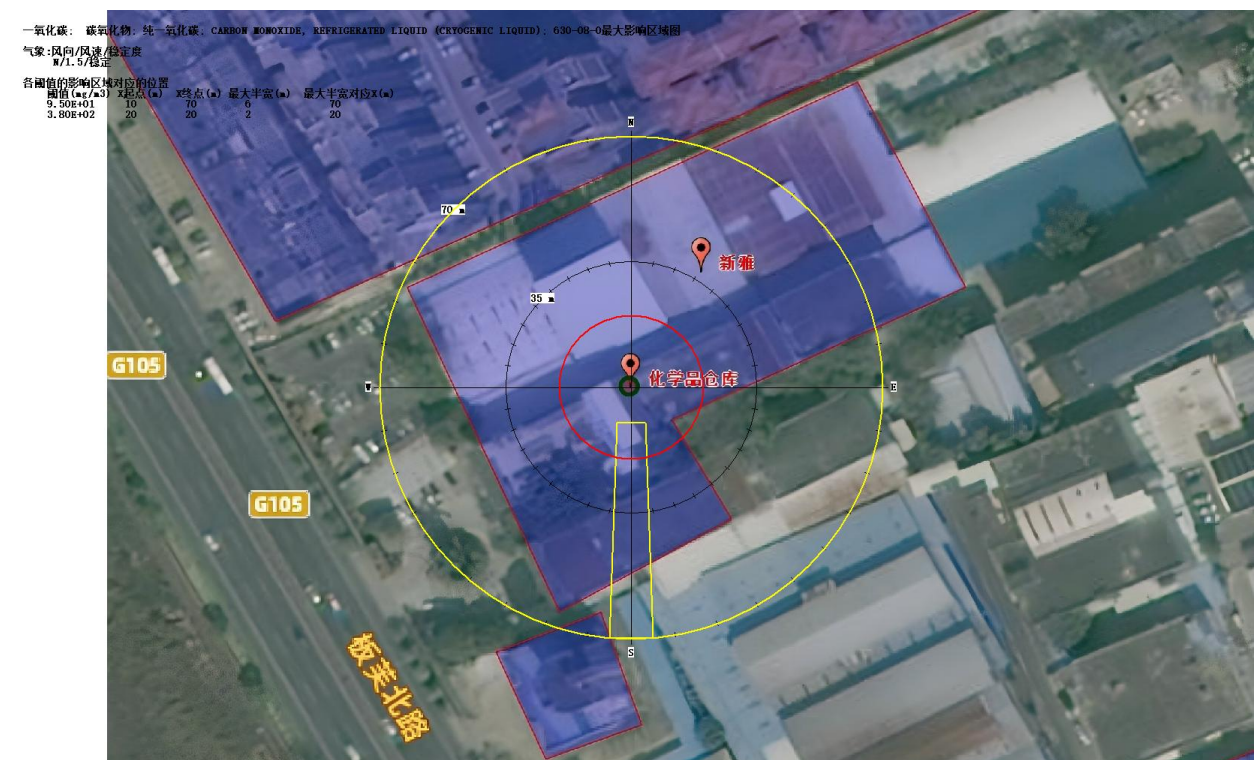 一氧化碳; 碳氧化物; 纯一氧化碳, CARBON MONOXIDE, REFRIGERATED LIQUID (CRYOGENIC LIQUID); 630-08-0最大影响区域图
气象:风向/风速/稳定度
N/1.5/稳定
各阈值的影响区域对应的位置
阈值(mg/m3) X起点(m) X终点(m) 最大半宽(m) 最大半宽对应X(m)
9.50E+01 10 70 6 70
3.80E+02 20 20 2 20
N
70 m
新雅
35 m
G105
化学品仓库
W
E
G105
S
板芙北路